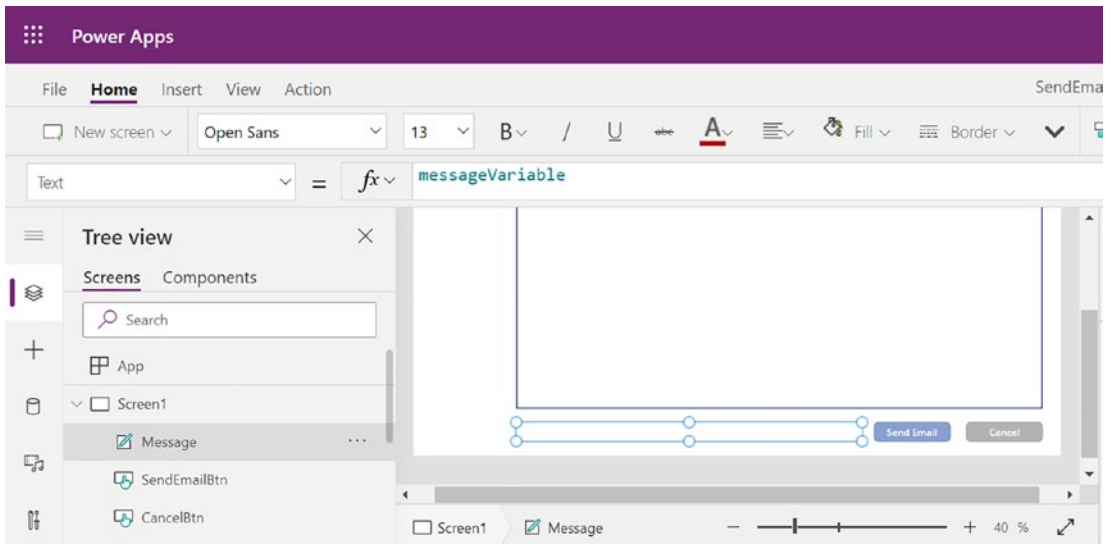 Power Apps
File Home Insert View Action SendEma
New screen Open Sans 13 B / U abc A Fill Border
Text = fx messageVariable
Tree view
Screens Components
Search
App
Screen1
Message ...
SendEmailBtn
CancelBtn
Send Email Cancel
Screen1 Message 40 %